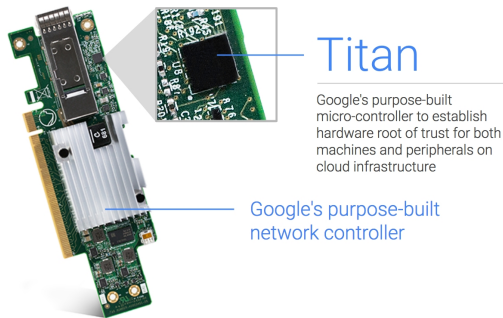 Titan
Google's purpose-built
micro-controller to establish
hardware root of trust for both
machines and peripherals on
cloud infrastructure
Google's purpose-built
network controller